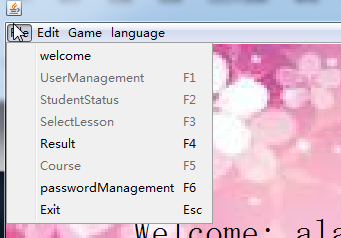 Edit Game language
welcome
UserManagement F1
StudentStatus F2
SelectLesson F3
Result F4
Course F5
passwordManagement F6
Exit Esc
Welcome: ala